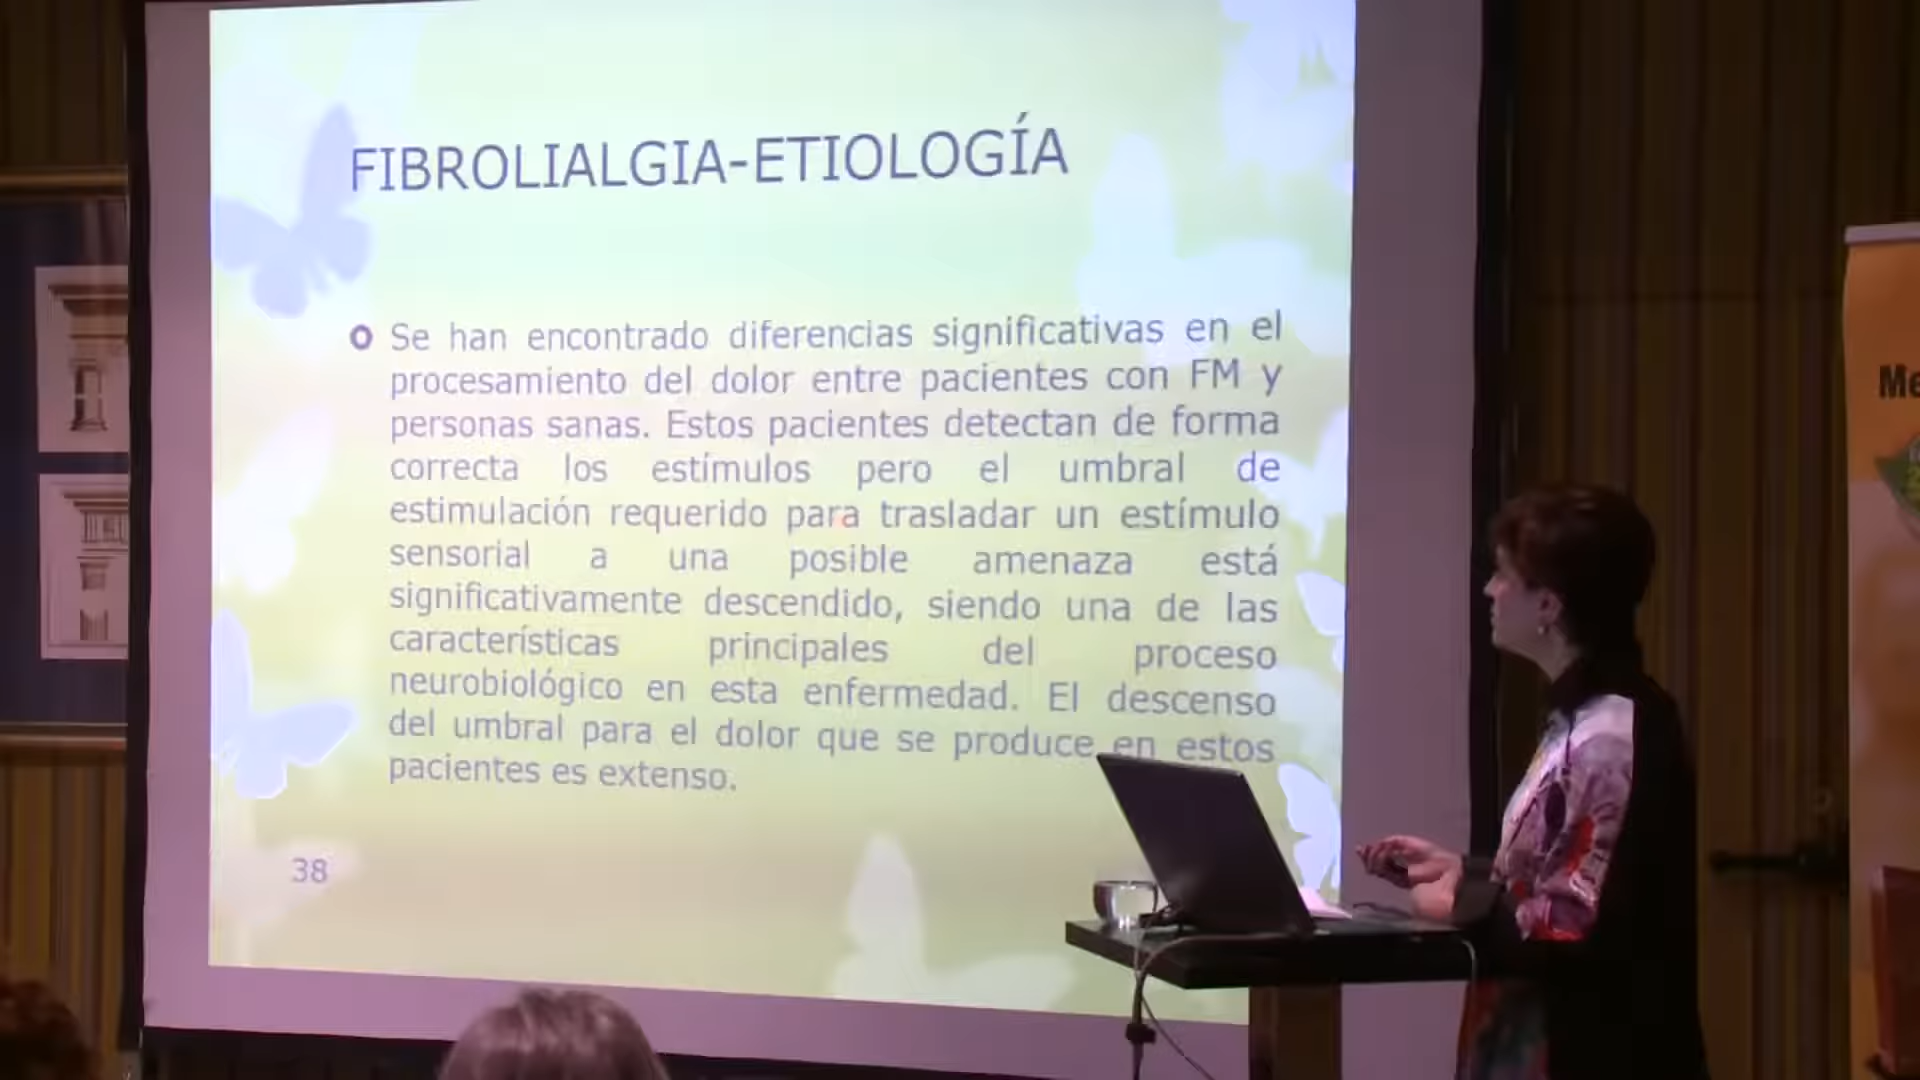 FIBROLIALGIA-ETIOLOGÍA
Se han encontrado diferencias significativas en el
procesamiento del dolor entre pacientes con FM y
personas sanas. Estos pacientes detectan de forma
correcta los estímulos pero el umbral de
estimulación requerido para trasladar un estímulo
sensorial a una posible amenaza está
significativamente descendido, siendo una de las
características principales del proceso
neurobiológico en esta enfermedad. El descenso
del umbral para el dolor que se produce en estos
pacientes es extenso.
38
Me